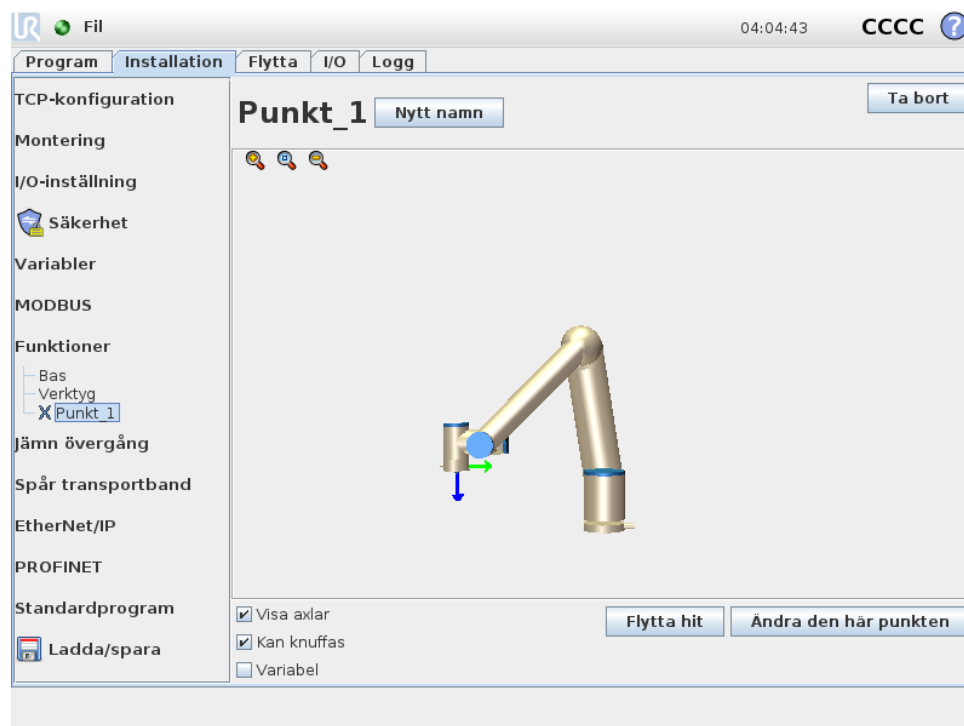 UR Fil 04:04:43 CCCC ?
Program Installation Flytta I/O Logg
TCP-konfiguration
Montering
I/O-inställning
Säkerhet
Variabler
MODBUS
Funktioner
Bas
Verktyg
Punkt_1
Jämn övergång
Spår transportband
EtherNet/IP
PROFINET
Standardprogram
Ladda/spara
Punkt_1 Nytt namn Ta bort
Visa axlar
Kan knuffas
Variabel
Flytta hit Ändra den här punkten